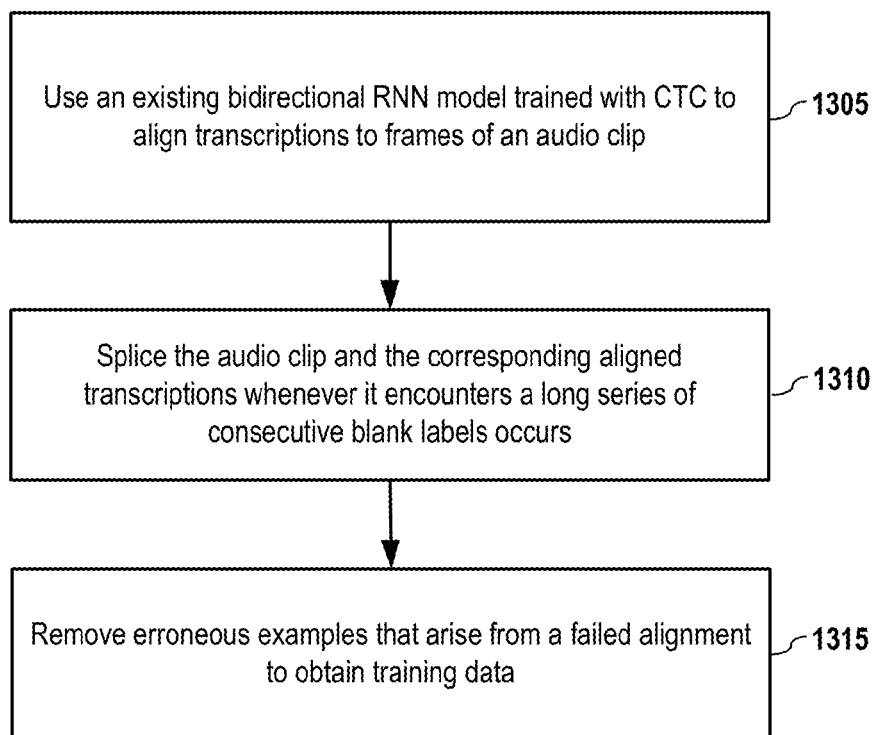 Use an existing bidirectional RNN model trained with CTC to
align transcriptions to frames of an audio clip
1305
Splice the audio clip and the corresponding aligned
transcriptions whenever it encounters a long series of
consecutive blank labels occurs
1310
Remove erroneous examples that arise from a failed alignment
to obtain training data
1315